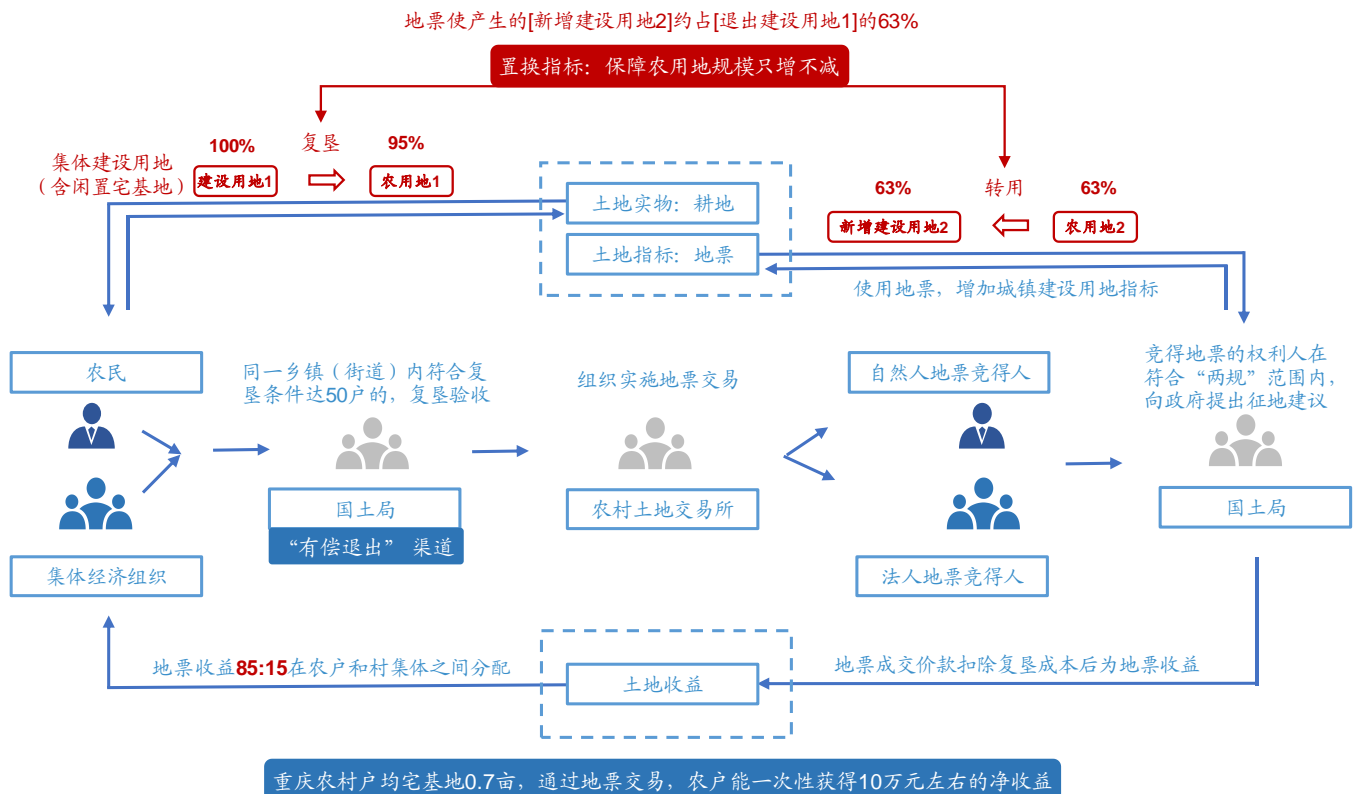 地票使产生的[新增建设用地2]约占[退出建设用地1]的63%
置换指标：保障农用地规模只增不减
100%
复垦
95%
集体建设用地
（含闲置宅基地）
建设用地1
农用地1
土地实物：耕地
土地指标：地票
63%
转用
63%
新增建设用地2
农用地2
使用地票，增加城镇建设用地指标
农民
同一乡镇（街道）内符合复
垦条件达50户的，复垦验收
组织实施地票交易
自然人地票竞得人
竞得地票的权利人在
符合“两规”范围内，
向政府提出征地建议
集体经济组织
国土局
“有偿退出” 渠道
农村土地交易所
法人地票竞得人
国土局
地票收益85:15在农户和村集体之间分配
土地收益
地票成交价款扣除复垦成本后为地票收益
重庆农村户均宅基地0.7亩，通过地票交易，农户能一次性获得10万元左右的净收益